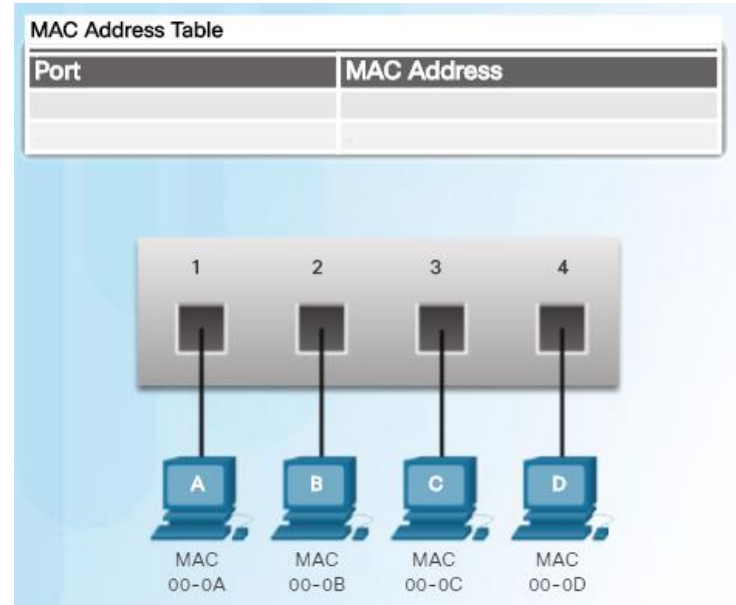 MAC Address Table
Port MAC Address
1 2 3 4
A B C D
MAC MAC MAC MAC
00-0A 00-0B 00-0C 00-0D